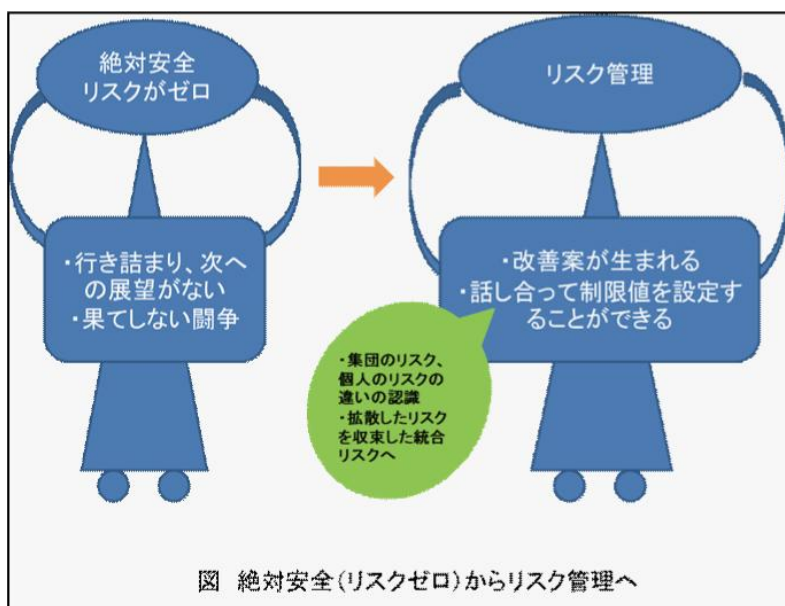 絶対安全
リスクがゼロ
・行き詰まり、次へ
の展望がない
・果てしない闘争
リスク管理
・改善案が生まれる
・話し合って制限値を設定す
ることができる
・集団のリスク、
個人のリスクの
違いの認識
・拡散したリスク
を収束した統合
リスクへ
図 絶対安全(リスクゼロ)からリスク管理へ